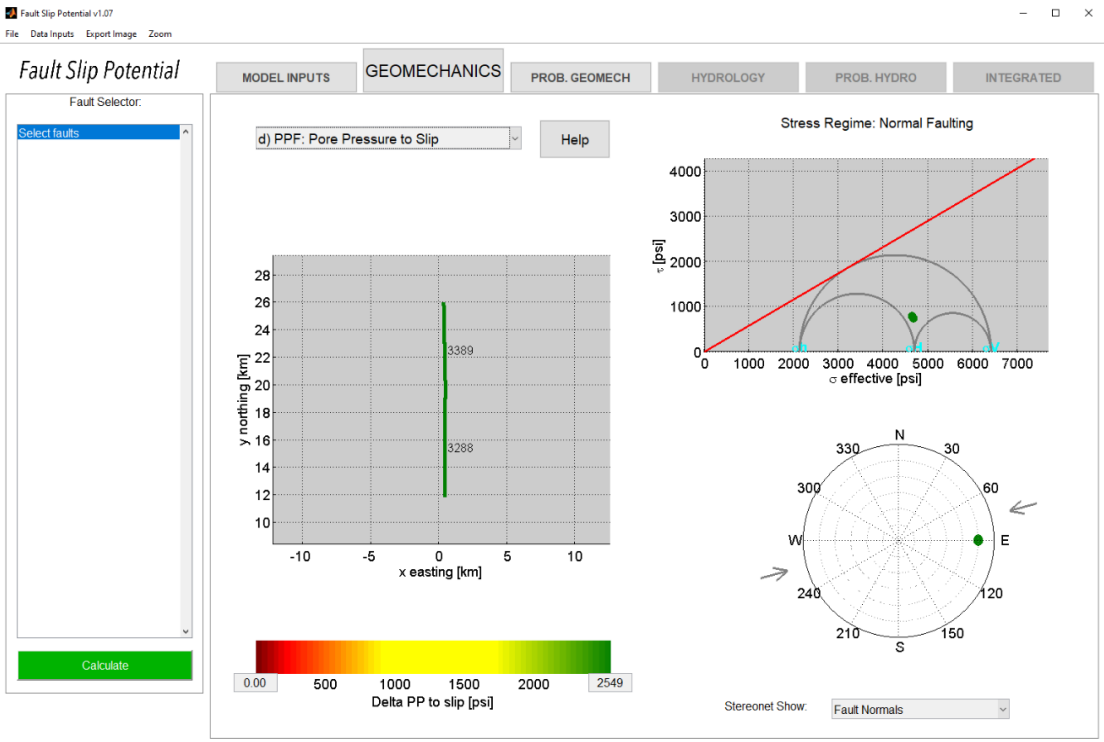 Fault Slip Potential v1.07
File Data Inputs Export Image Zoom
Fault Slip Potential
MODEL INPUTS GEOMECHANICS PROB. GEOMECH HYDROLOGY PROB. HYDRO INTEGRATED
Fault Selector:
Select faults
Calculate
d) PPF: Pore Pressure to Slip
Help
28
26
24
22
20
18
16
14
12
10
y northing [km]
3389
3288
-10 -5 0 5 10
x easting [km]
0.00 500 1000 1500 2000 2549
Delta PP to slip [psi]
Stress Regime: Normal Faulting
4000
3000
2000
1000
0
τ [psi]
0 1000 2000 3000 4000 5000 6000 7000
σ effective [psi]
N
330 30
300 60
W E
240 120
210 150
S
Stereonet Show: Fault Normals